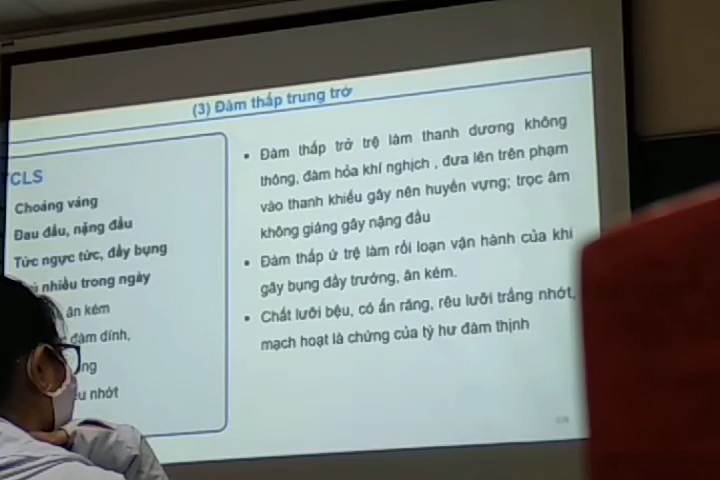 (3) Đàm thấp trung trở
CLS
Choáng váng
Đau đầu, nặng đầu
Tức ngực tức, đầy bụng
nhiều trong ngày
ăn kém
đàm dính,
nhớt
• Đàm thấp trở trệ làm thanh dương không
thông, đàm hỏa khí nghịch , đưa lên trên phạm
vào thanh khiếu gây nên huyễn vựng; trọc âm
không giáng gây nặng đầu
• Đàm thấp ứ trệ làm rối loạn vận hành của khí
gây bụng đầy trướng, ăn kém.
• Chất lưỡi bệu, có ấn răng, rêu lưỡi trắng nhớt,
mạch hoạt là chứng của tỳ hư đàm thịnh